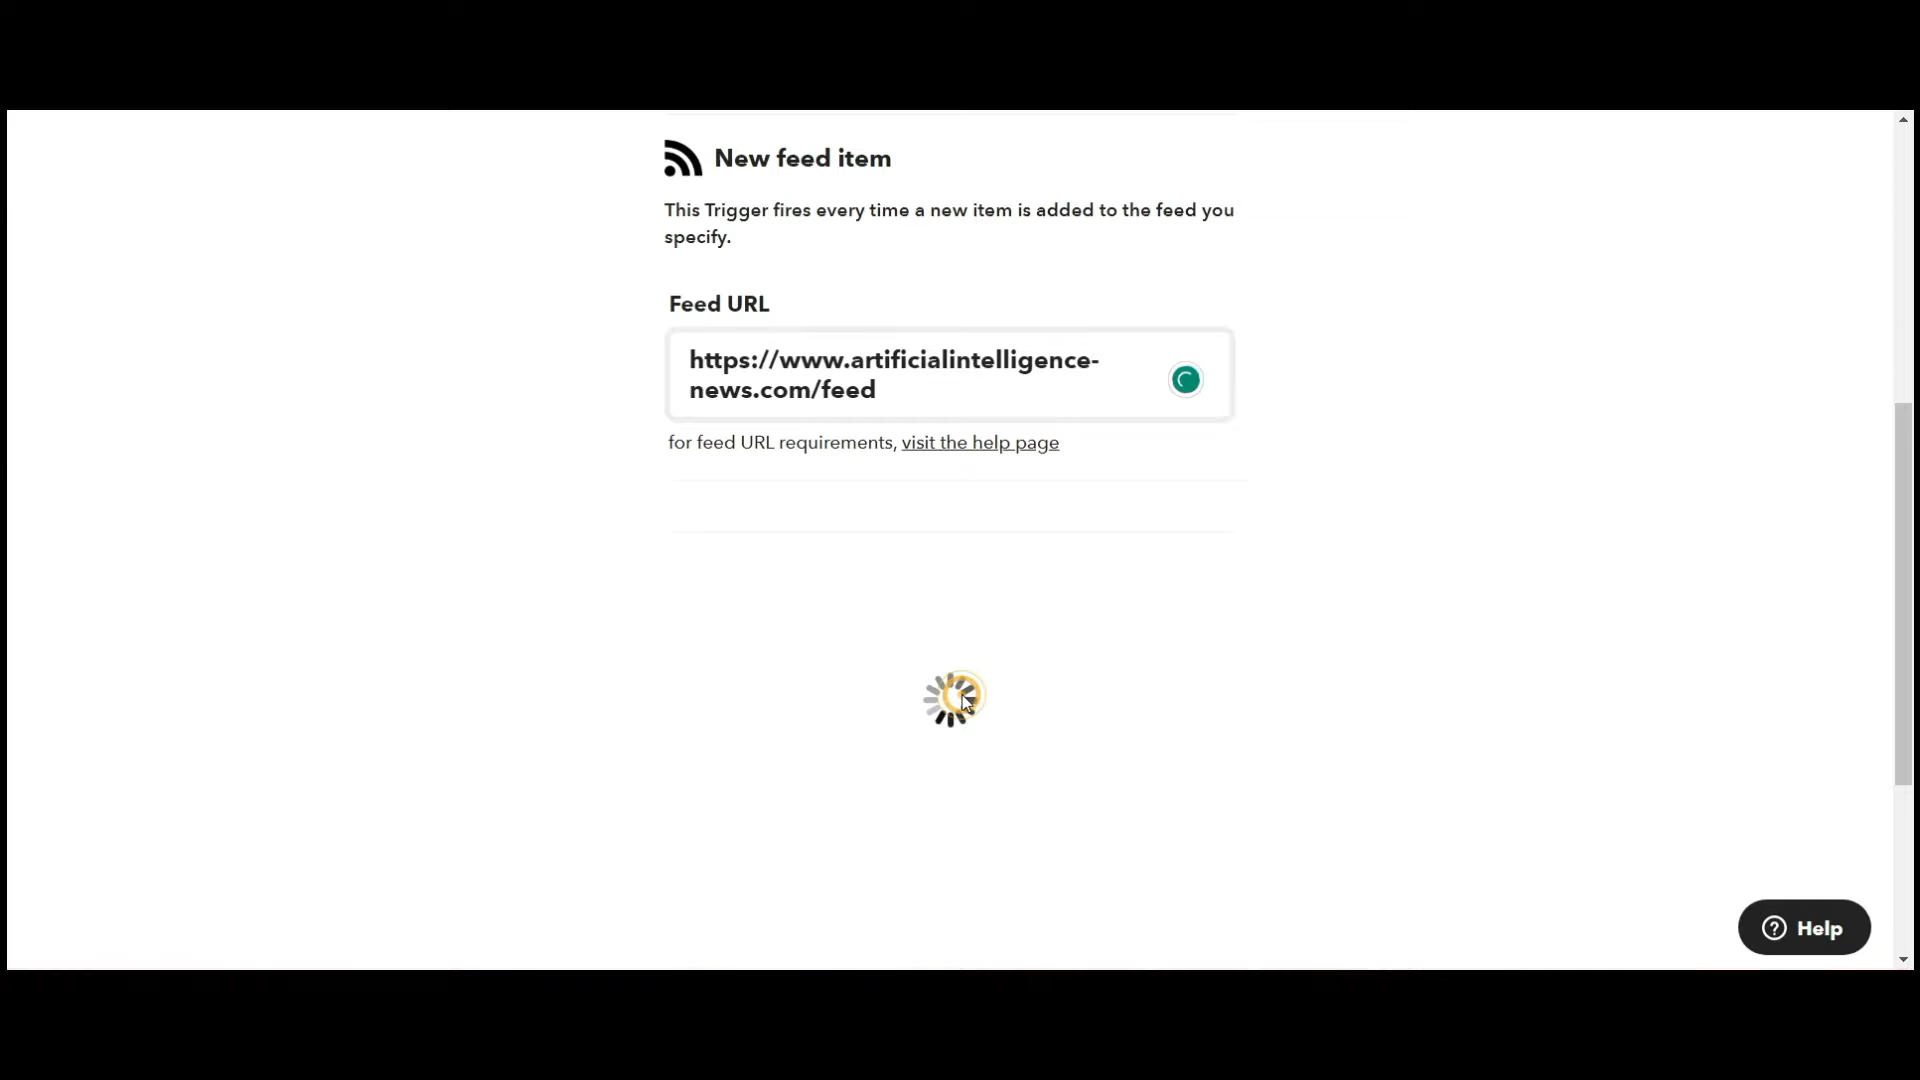 New feed item
This Trigger fires every time a new item is added to the feed you
specify.
Feed URL
https://www.artificialintelligence-
news.com/feed
for feed URL requirements, visit the help page
Help